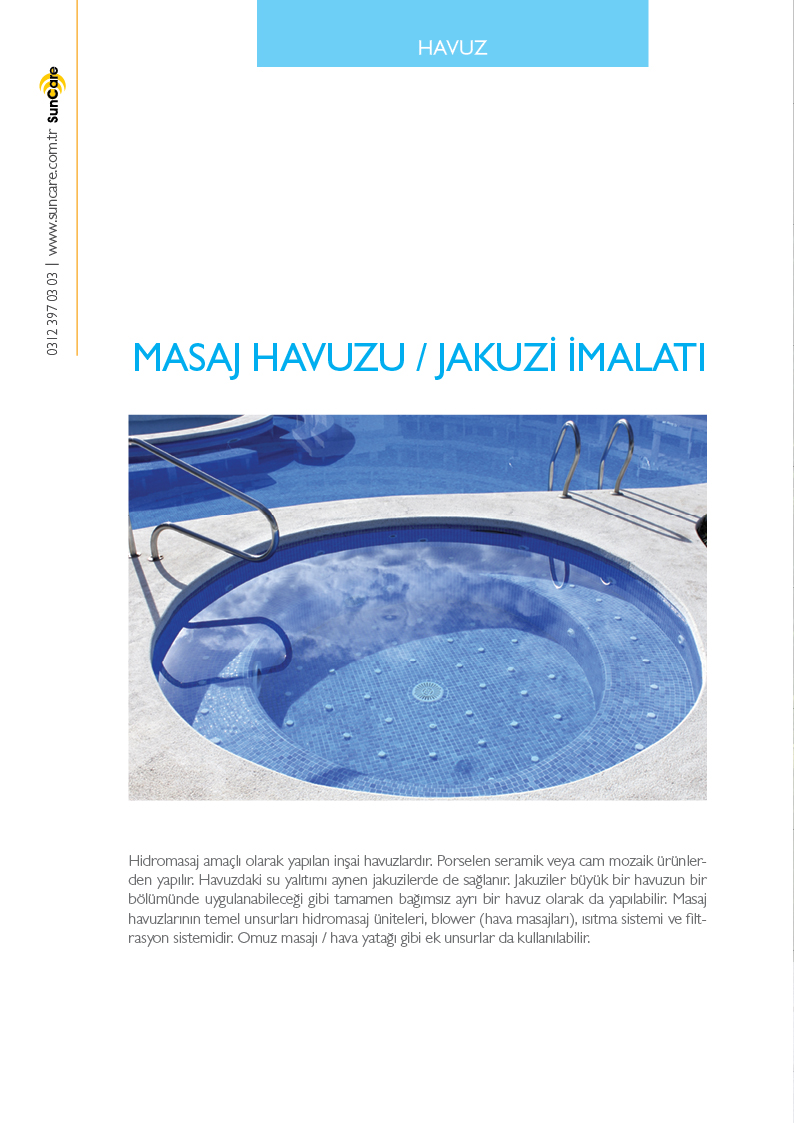 HAVUZ
0312 397 03 03 | www.suncare.com.tr SunCare
MASAJ HAVUZU / JAKUZİ İMALATI
Hidromasaj amaçlı olarak yapılan inşai havuzlardır. Porselen seramik veya cam mozaik ürünler-
den yapılır. Havuzdaki su yalıtımı aynen jakuzilerde de sağlanır. Jakuziler büyük bir havuzun bir
bölümünde uygulanabileceği gibi tamamen bağımsız ayrı bir havuz olarak da yapılabilir. Masaj
havuzlarının temel unsurları hidromasaj üniteleri, blower (hava masajları), ısıtma sistemi ve filt-
rasyon sistemidir. Omuz masajı / hava yatağı gibi ek unsurlar da kullanılabilir.